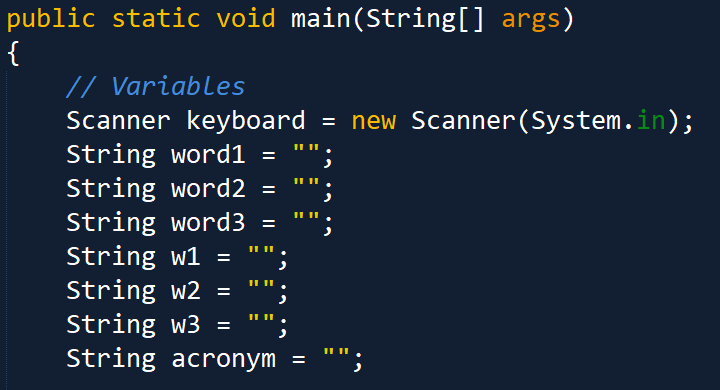 public static void main(String[] args)
{
    // Variables
    Scanner keyboard = new Scanner(System.in);
    String word1 = "";
    String word2 = "";
    String word3 = "";
    String w1 = "";
    String w2 = "";
    String w3 = "";
    String acronym = "";